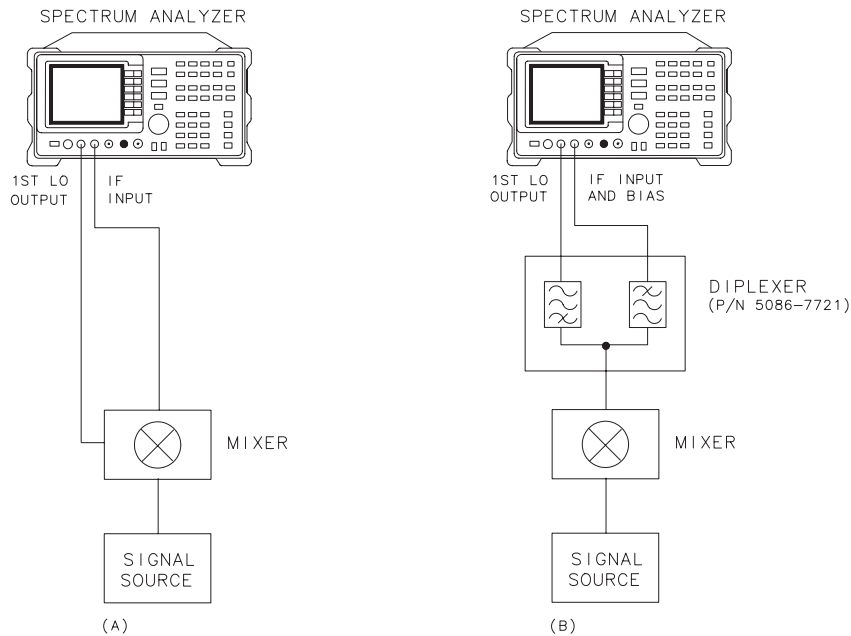 SPECTRUM ANALYZER
1ST LO
OUTPUT
IF
INPUT
MIXER
SIGNAL
SOURCE
(A)
SPECTRUM ANALYZER
1ST LO
OUTPUT
IF INPUT
AND BIAS
DIPLEXER
(P/N 5086–7721)
MIXER
SIGNAL
SOURCE
(B)